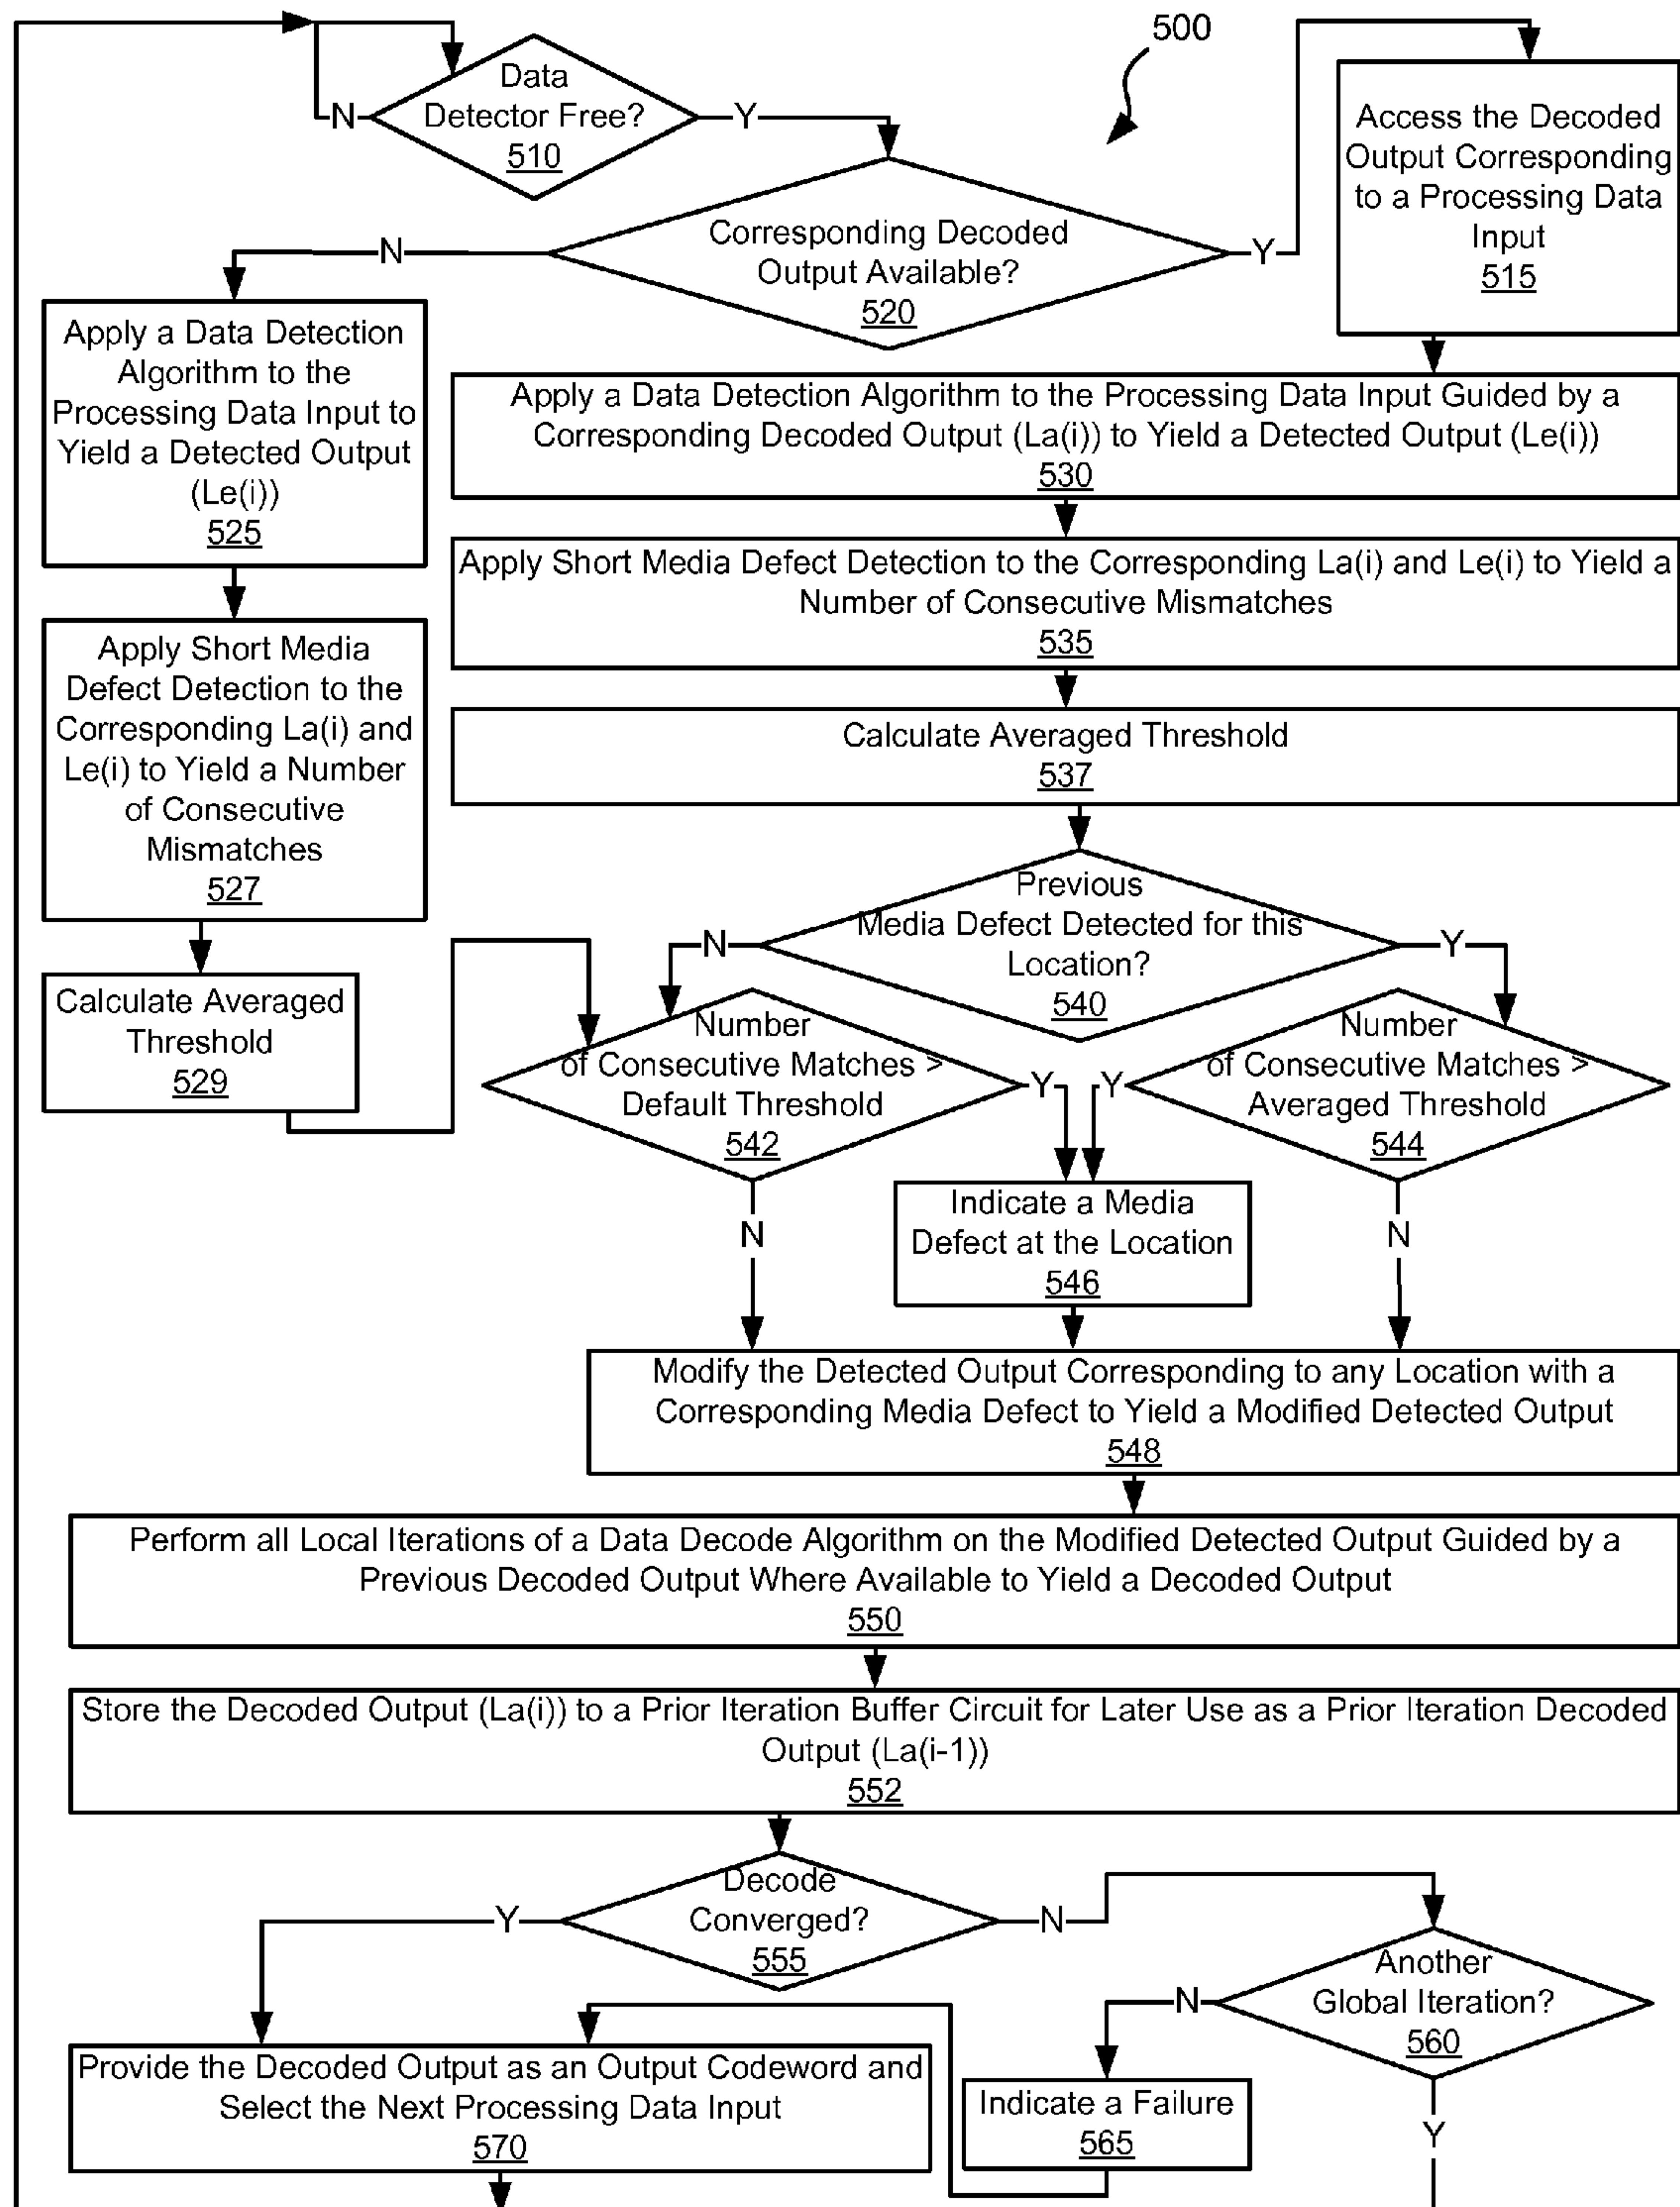 500
Data
Detector Free?
510
N
Y
Access the Decoded
Output Corresponding
to a Processing Data
Input
515
Corresponding Decoded
Output Available?
520
N
Y
Apply a Data Detection
Algorithm to the
Processing Data Input to
Yield a Detected Output
(Le(i))
525
Apply a Data Detection Algorithm to the Processing Data Input Guided by a
Corresponding Decoded Output (La(i)) to Yield a Detected Output (Le(i))
530
Apply Short Media Defect Detection to the Corresponding La(i) and Le(i) to Yield a
Number of Consecutive Mismatches
535
Apply Short Media
Defect Detection to the
Corresponding La(i) and
Le(i) to Yield a Number
of Consecutive
Mismatches
527
Calculate Averaged Threshold
537
Previous
Media Defect Detected for this
Location?
540
N
Y
Calculate Averaged
Threshold
529
Number
of Consecutive Matches >
Default Threshold
542
Y
Y
Number
of Consecutive Matches >
Averaged Threshold
544
N
Indicate a Media
Defect at the Location
546
N
Modify the Detected Output Corresponding to any Location with a
Corresponding Media Defect to Yield a Modified Detected Output
548
Perform all Local Iterations of a Data Decode Algorithm on the Modified Detected Output Guided by a
Previous Decoded Output Where Available to Yield a Decoded Output
550
Store the Decoded Output (La(i)) to a Prior Iteration Buffer Circuit for Later Use as a Prior Iteration Decoded
Output (La(i-1))
552
Decode
Converged?
555
Y
N
Another
Global Iteration?
560
N
Y
Provide the Decoded Output as an Output Codeword and
Select the Next Processing Data Input
570
Indicate a Failure
565